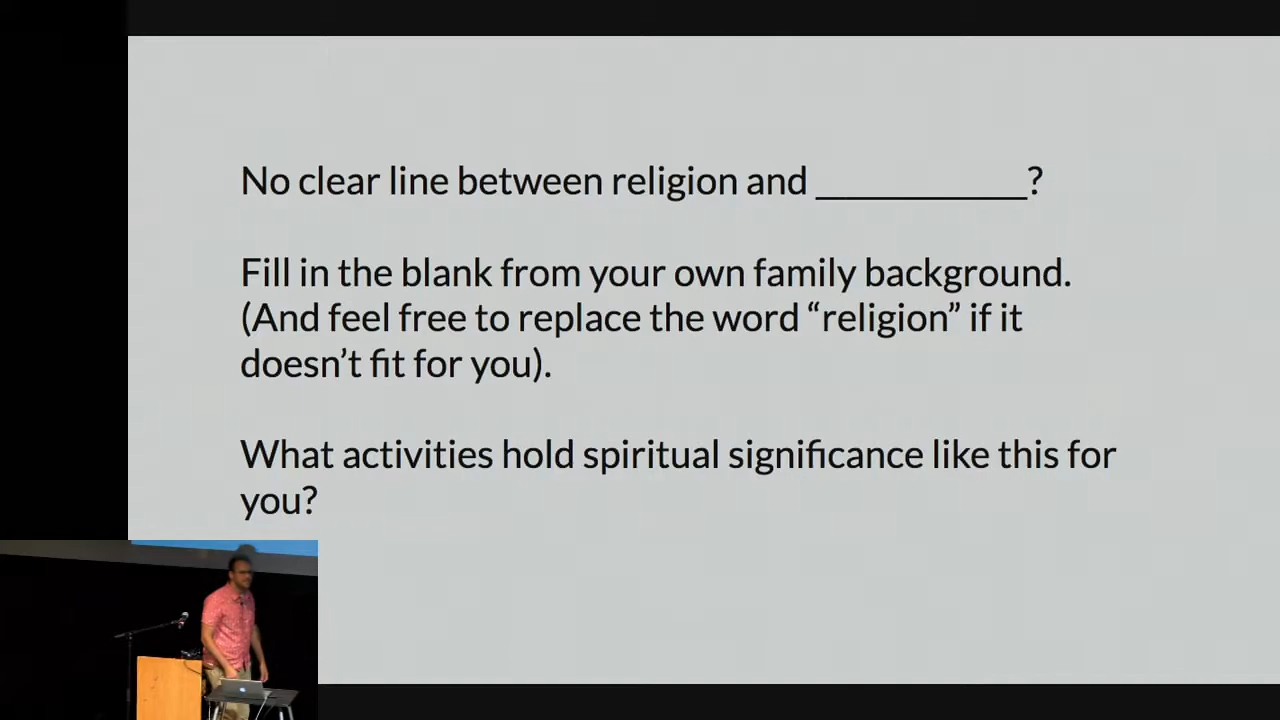 No clear line between religion and ___________?
Fill in the blank from your own family background.
(And feel free to replace the word “religion” if it
doesn’t fit for you).
What activities hold spiritual significance like this for
you?